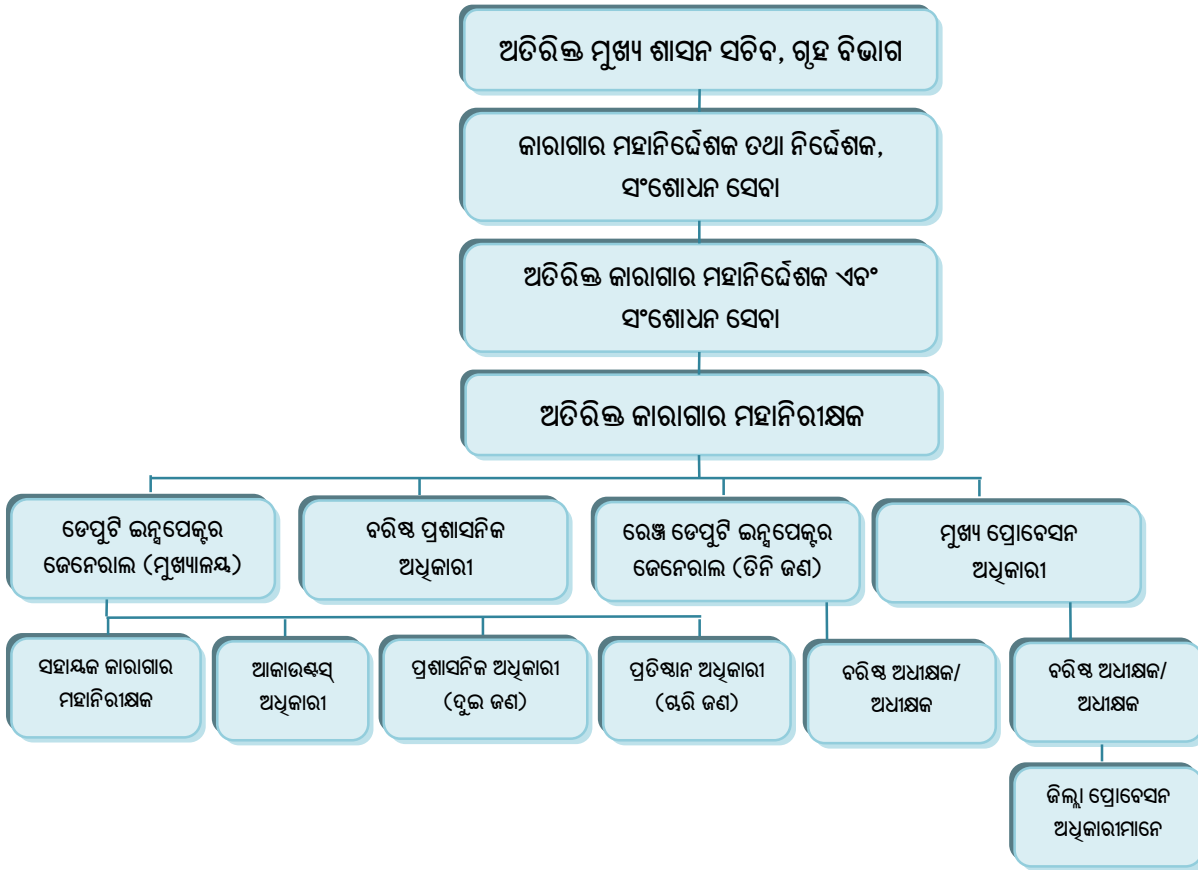 ଅତିରିକ୍ତ ମୁଖ୍ୟ ଶାସନ ସଚିବ, ଗୃହ ବିଭାଗ
କାରାଗାର ମହାନିର୍ଦ୍ଦେଶକ ତଥା ନିର୍ଦ୍ଦେଶକ,
ସଂଶୋଧନ ସେବା
ଅତିରିକ୍ତ କାରାଗାର ମହାନିର୍ଦ୍ଦେଶକ ଏବଂ
ସଂଶୋଧନ ସେବା
ଅତିରିକ୍ତ କାରାଗାର ମହାନିରୀକ୍ଷକ
ଡେପୁଟି ଇନ୍ସପେକ୍ଟର
ଜେନେରାଲ (ମୁଖ୍ୟାଳୟ)
ବରିଷ୍ଠ ପ୍ରଶାସନିକ
ଅଧିକାରୀ
ରେଞ୍ଜ ଡେପୁଟି ଇନ୍ସପେକ୍ଟର
ଜେନେରାଲ (ତିନି ଜଣ)
ମୁଖ୍ୟ ପ୍ରୋବେସନ
ଅଧିକାରୀ
ସହାୟକ କାରାଗାର
ମହାନିରୀକ୍ଷକ
ଆକାଉଣ୍ଟସ୍
ଅଧିକାରୀ
ପ୍ରଶାସନିକ ଅଧିକାରୀ
(ଦୁଇ ଜଣ)
ପ୍ରତିଷ୍ଠାନ ଅଧିକାରୀ
(ଚାରି ଜଣ)
ବରିଷ୍ଠ ଅଧୀକ୍ଷକ/
ଅଧୀକ୍ଷକ
ବରିଷ୍ଠ ଅଧୀକ୍ଷକ/
ଅଧୀକ୍ଷକ
ଜିଲ୍ଲା ପ୍ରୋବେସନ
ଅଧିକାରୀମାନେ